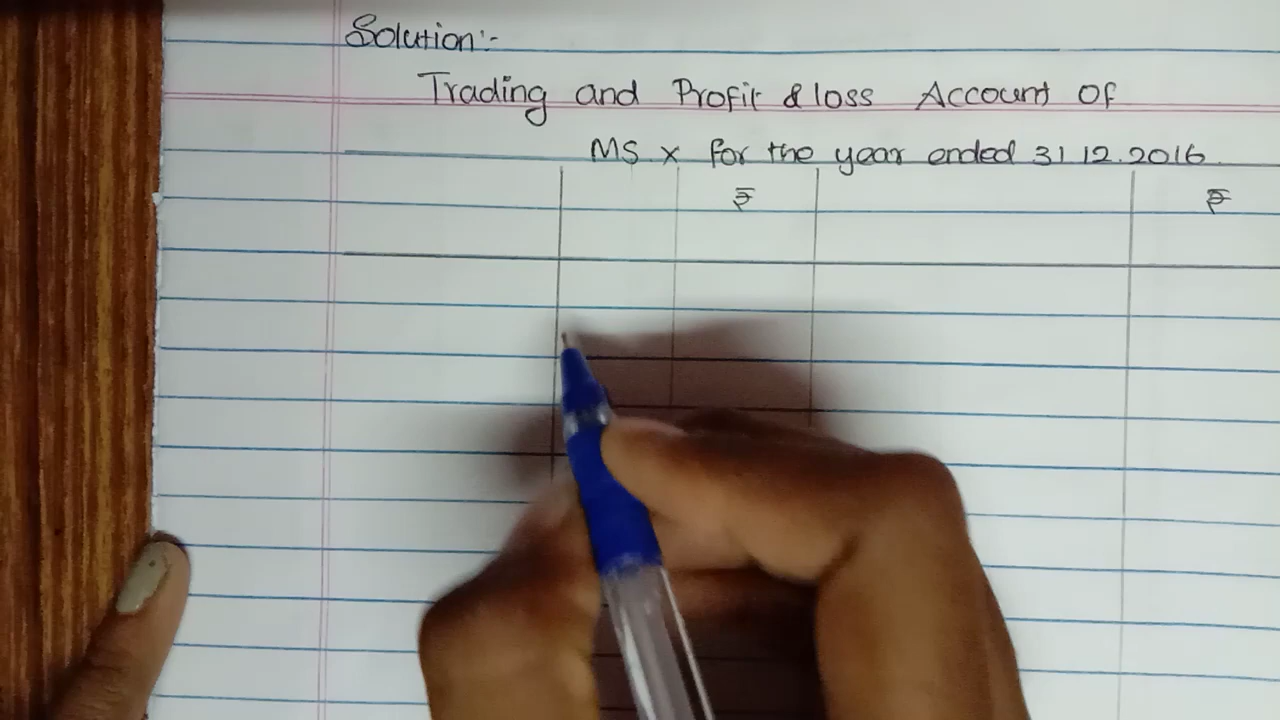 Solution:-
Trading and Profit & loss Account Of
MS X for the year ended 31.12.2016.
₹ ₹